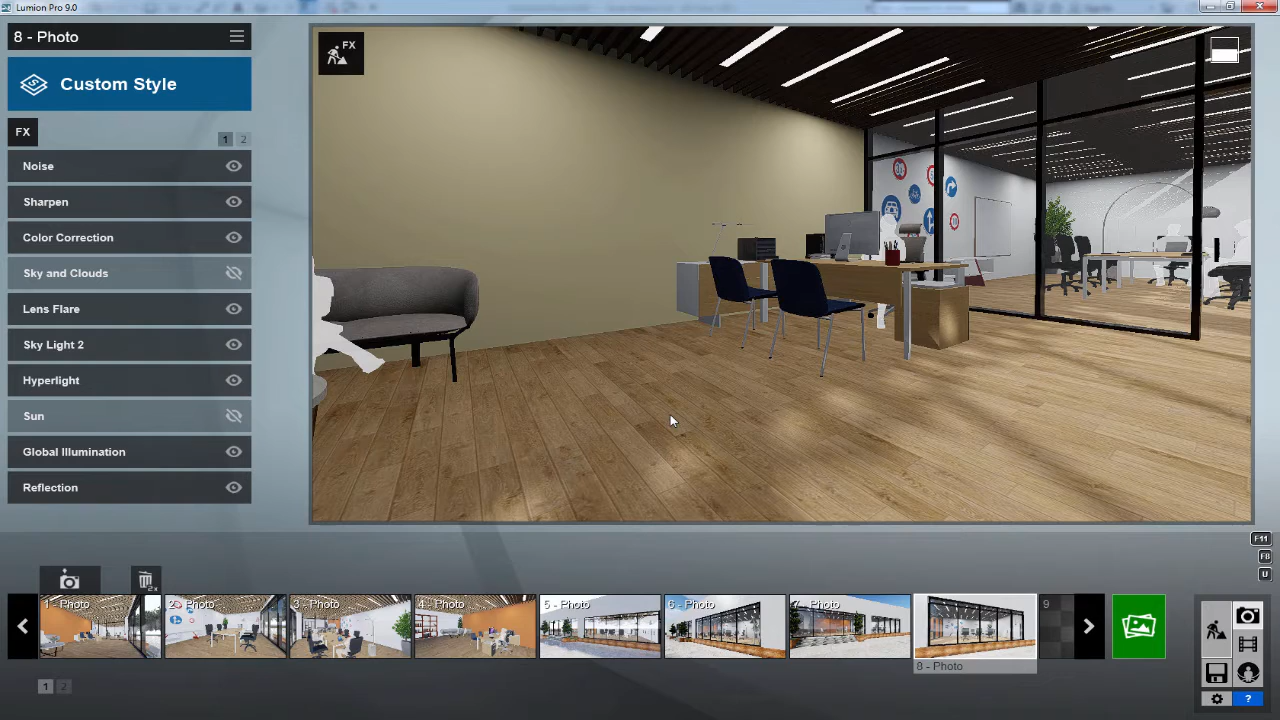 Lumion Pro 9.0
8 - Photo
Custom Style
FX
FX
1 2
Noise
Sharpen
Color Correction
Sky and Clouds
Lens Flare
Sky Light 2
Hyperlight
Sun
Global Illumination
Reflection
F11
F8
U
2x
1 - Photo
2 - Photo
3 - Photo
4 - Photo
5 - Photo
6 - Photo
7 - Photo
9
8 - Photo
1 2
?